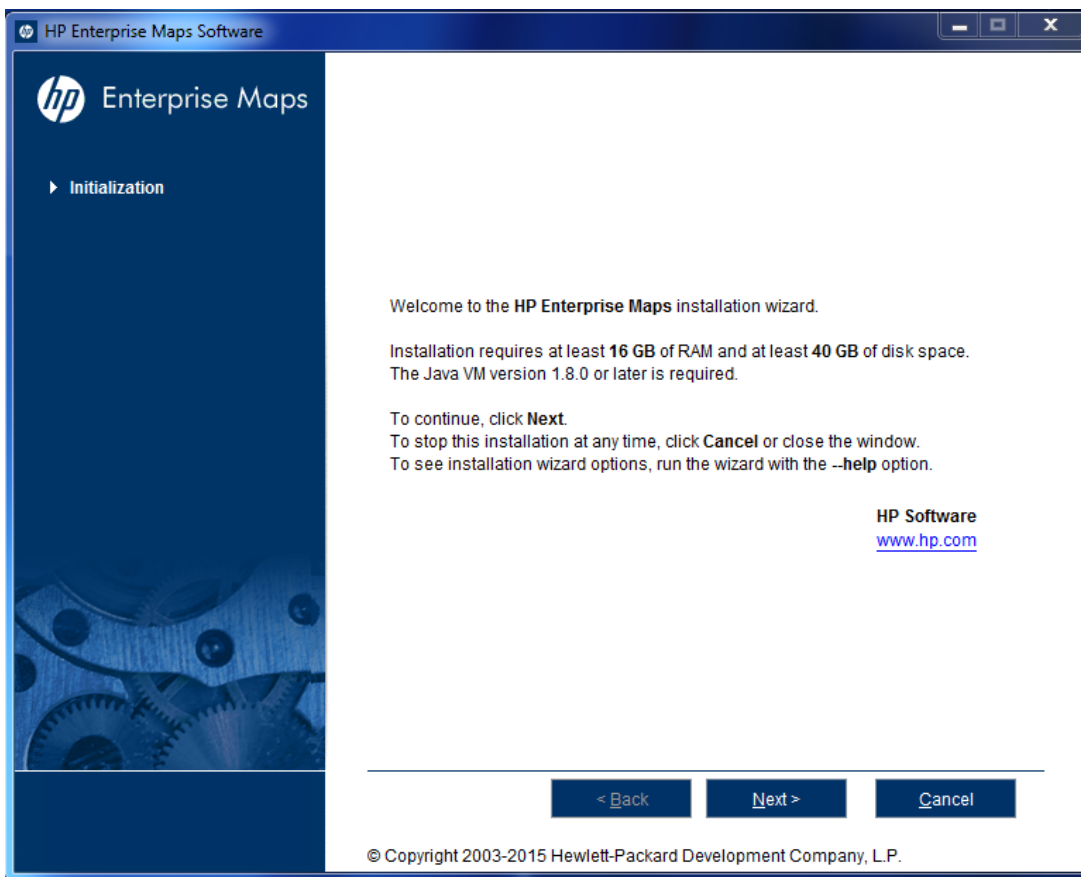 HP Enterprise Maps Software
hp Enterprise Maps
Initialization
Welcome to the HP Enterprise Maps installation wizard.
Installation requires at least 16 GB of RAM and at least 40 GB of disk space.
The Java VM version 1.8.0 or later is required.
To continue, click Next.
To stop this installation at any time, click Cancel or close the window.
To see installation wizard options, run the wizard with the --help option.
HP Software
www.hp.com
< Back Next > Cancel
© Copyright 2003-2015 Hewlett-Packard Development Company, L.P.